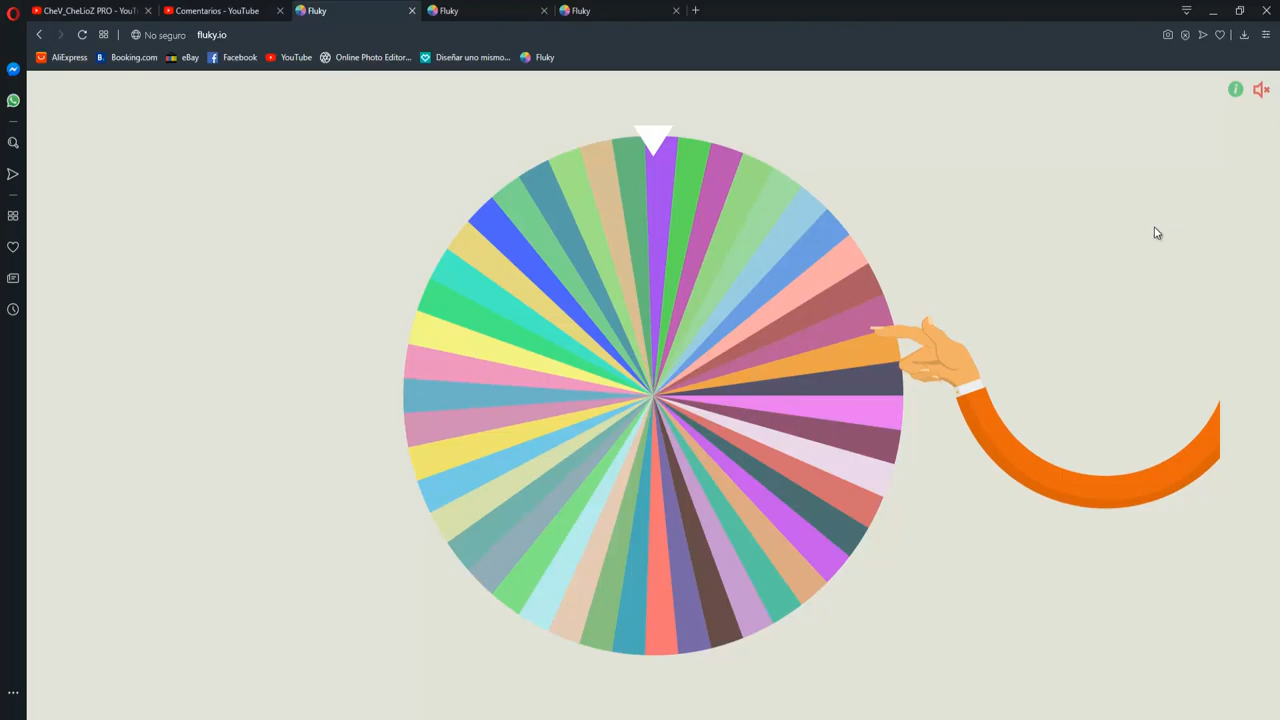 CheV_CheLioZ PRO - YouTu
Comentarios - YouTube
Fluky
Fluky
Fluky
No seguro
fluky.io
AliExpress
B. Booking.com
eBay
Facebook
YouTube
Online Photo Editor...
Diseñar uno mismo...
Fluky